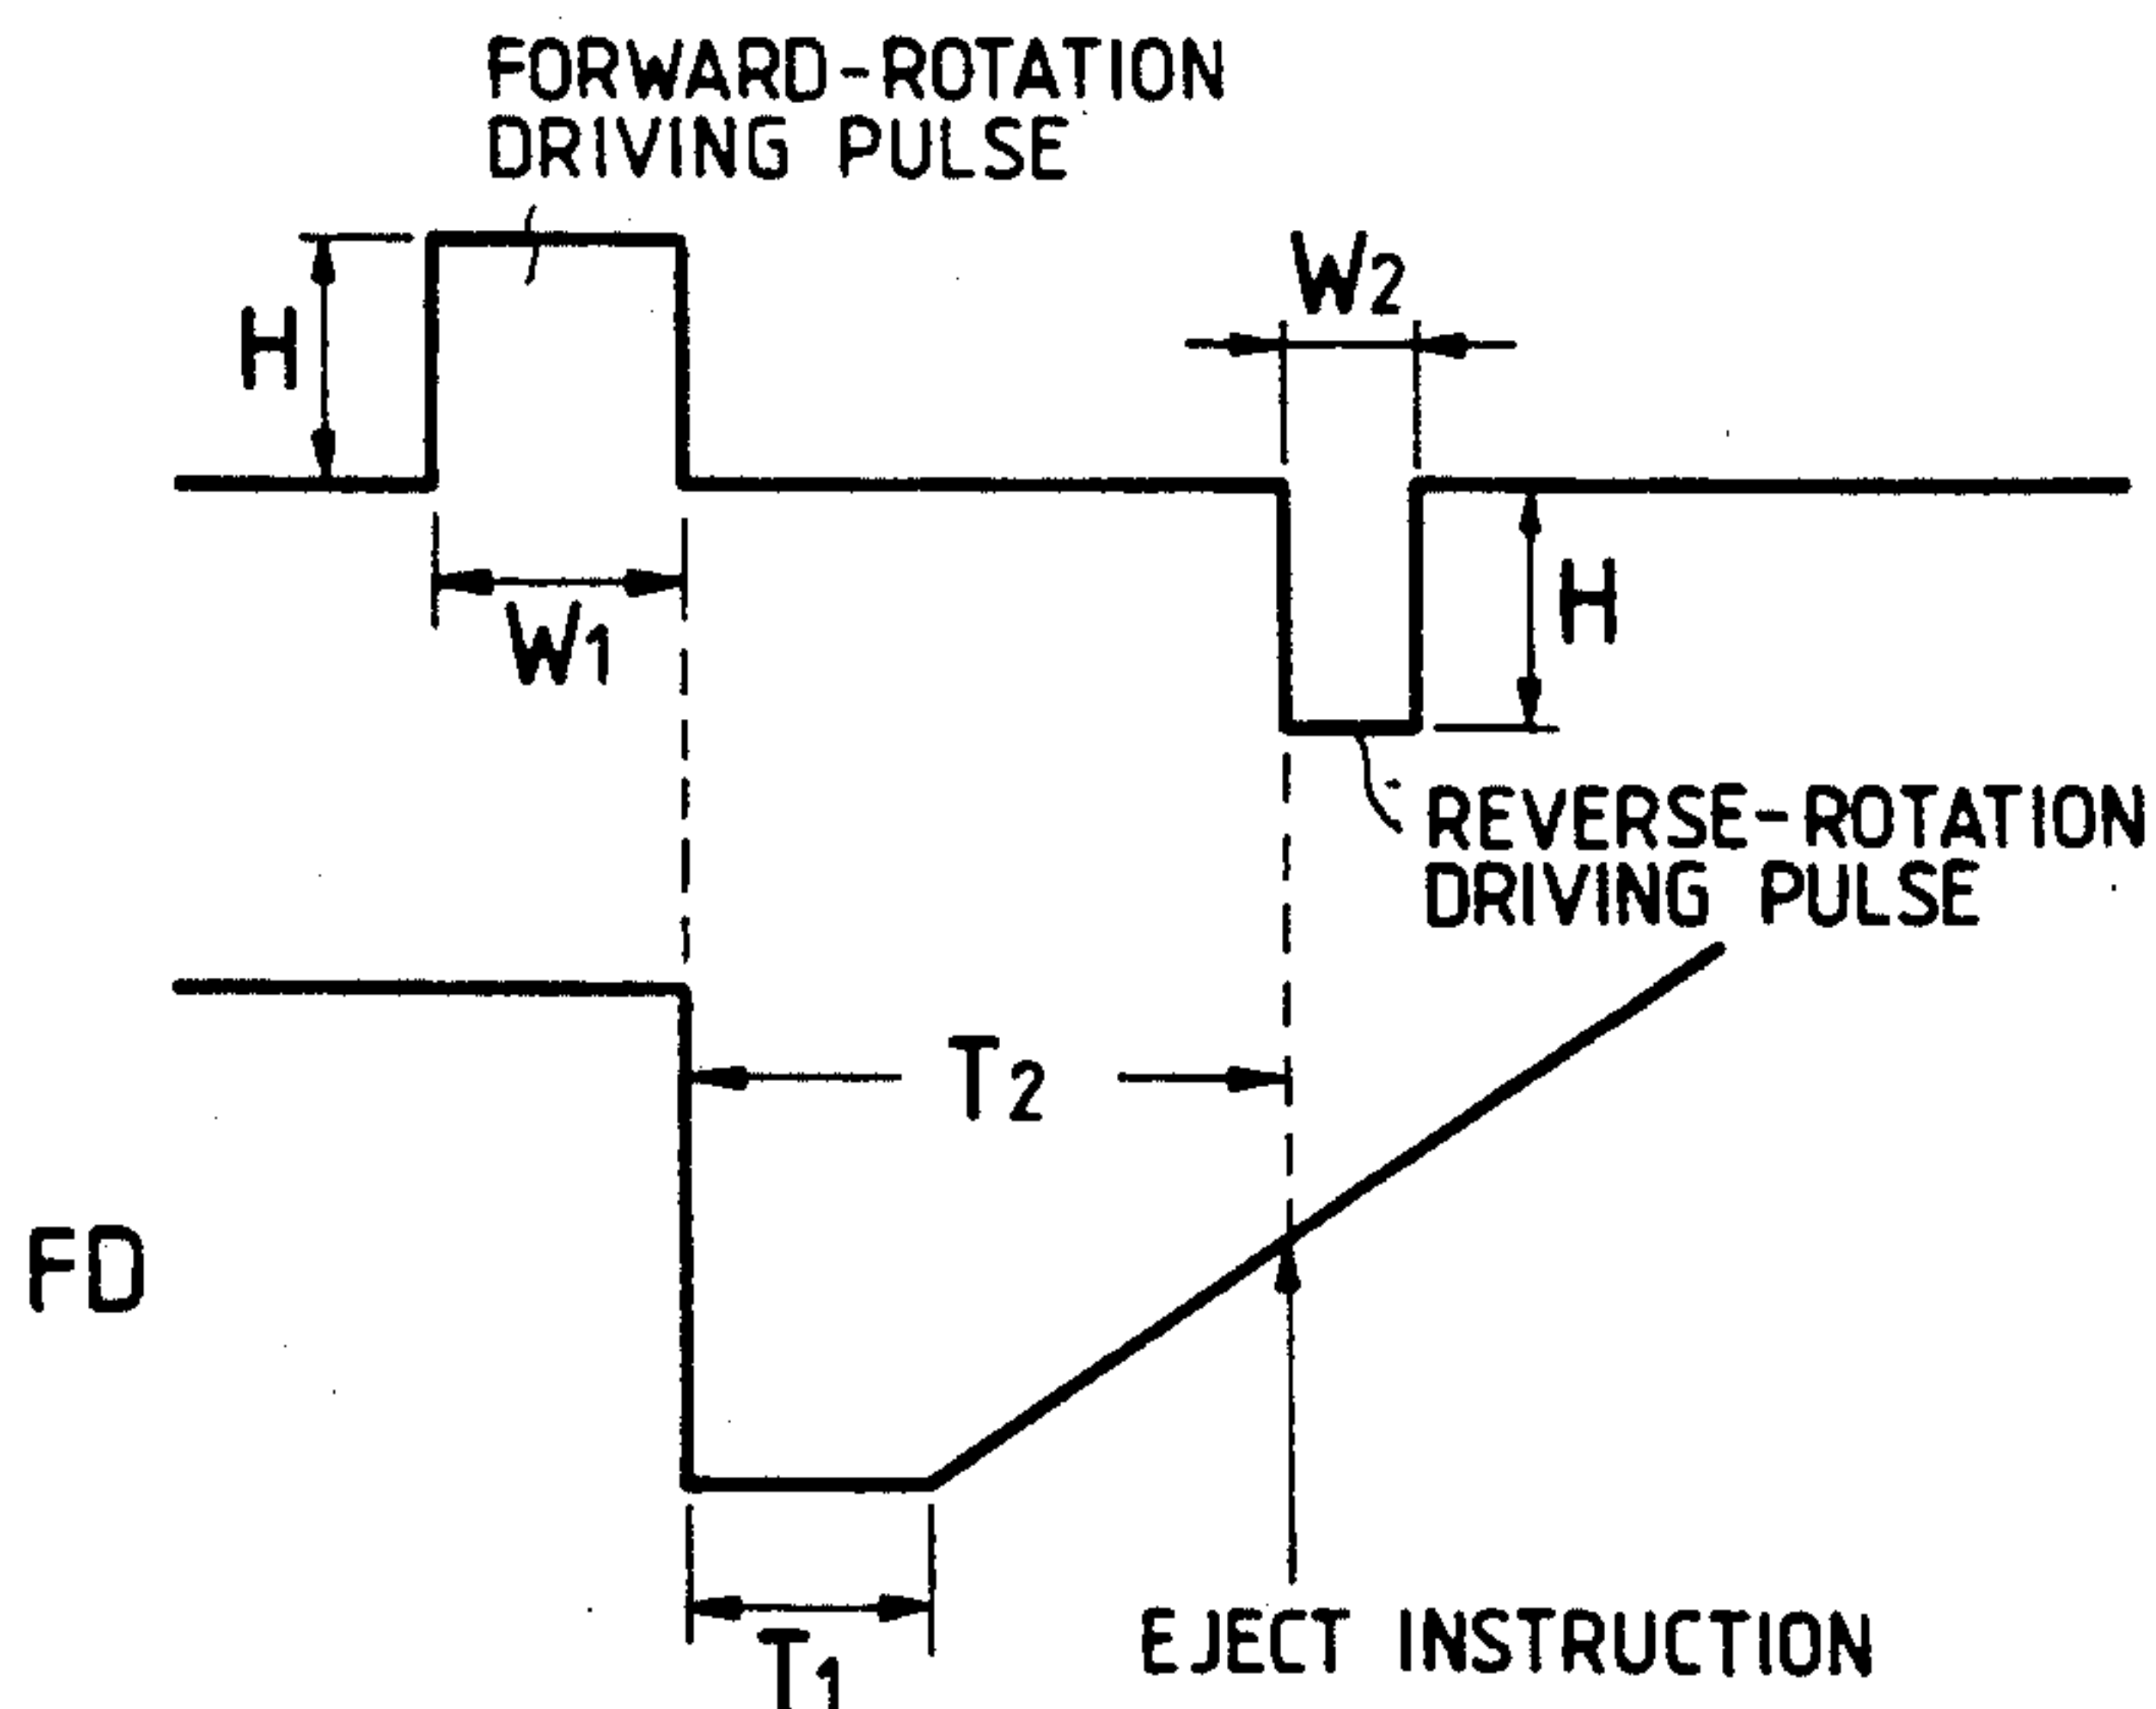 FORWARD-ROTATION
DRIVING PULSE
H
W2
W1
H
REVERSE-ROTATION
DRIVING PULSE
T2
FD
EJECT INSTRUCTION
T1